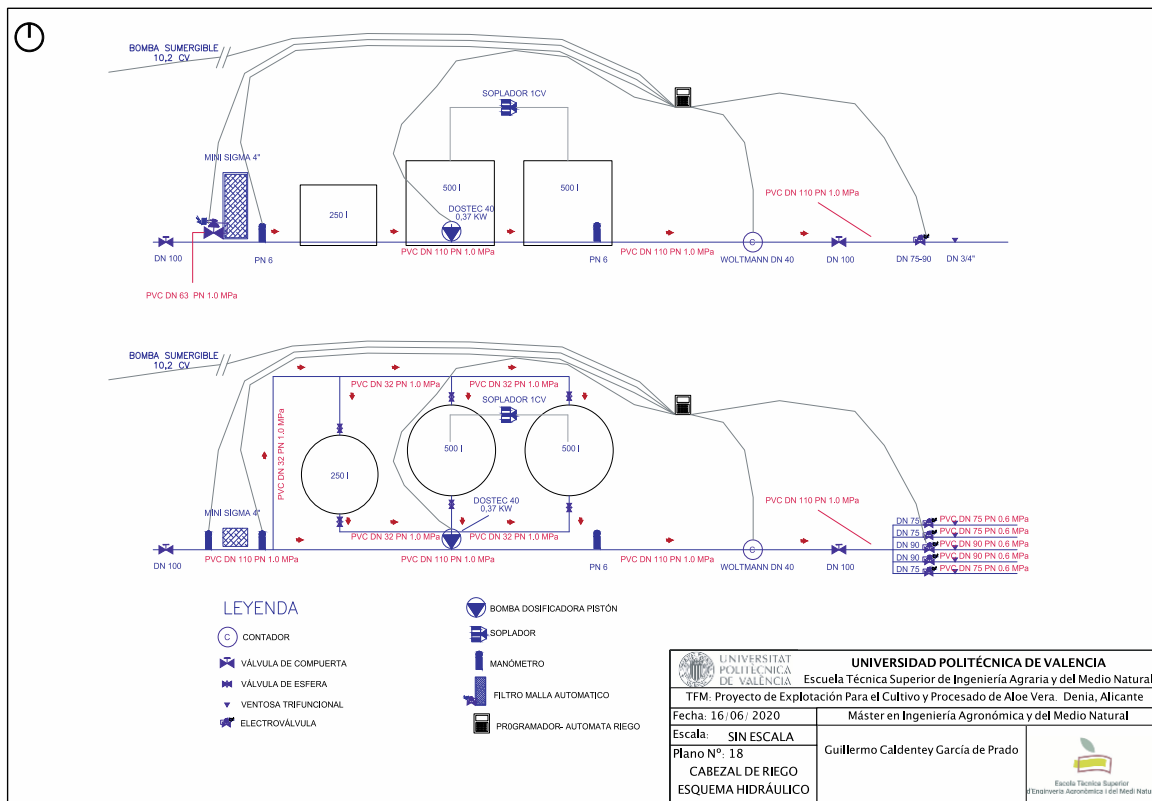 BOMBA SUMERGIBLE
10,2 CV
SOPLADOR 1CV
MINI SIGMA 4"
250 l
500 l
500 l
DOSTEC 40
0,37 KW
PVC DN 110 PN 1.0 MPa
DN 100
PN 6
PVC DN 110 PN 1.0 MPa
PN 6
PVC DN 110 PN 1.0 MPa
C
WOLTMANN DN 40
DN 100
DN 75-90
DN 3/4"
PVC DN 63 PN 1.0 MPa
BOMBA SUMERGIBLE
10,2 CV
PVC DN 32 PN 1.0 MPa
PVC DN 32 PN 1.0 MPa
SOPLADOR 1CV
PVC DN 32 PN 1.0 MPa
250 l
500 l
500 l
DOSTEC 40
0,37 KW
MINI SIGMA 4"
PVC DN 110 PN 1.0 MPa
DN 75 PVC DN 75 PN 0.6 MPa
DN 75 PVC DN 75 PN 0.6 MPa
DN 90 PVC DN 90 PN 0.6 MPa
DN 90 PVC DN 90 PN 0.6 MPa
DN 75 PVC DN 75 PN 0.6 MPa
PVC DN 32 PN 1.0 MPa
PVC DN 32 PN 1.0 MPa
DN 100
PVC DN 110 PN 1.0 MPa
PVC DN 110 PN 1.0 MPa
PN 6
PVC DN 110 PN 1.0 MPa
C
WOLTMANN DN 40
DN 100
LEYENDA
C CONTADOR
VÁLVULA DE COMPUERTA
VÁLVULA DE ESFERA
VENTOSA TRIFUNCIONAL
ELECTROVÁLVULA
BOMBA DOSIFICADORA PISTÓN
SOPLADOR
MANÓMETRO
FILTRO MALLA AUTOMATICO
PROGRAMADOR- AUTOMATA RIEGO
UNIVERSITAT
POLITÈCNICA
DE VALÈNCIA
UNIVERSIDAD POLITÉCNICA DE VALENCIA
Escuela Técnica Superior de Ingeniería Agraria y del Medio Natural
TFM: Proyecto de Explotación Para el Cultivo y Procesado de Aloe Vera. Denia, Alicante
Fecha: 16/06/2020
Máster en Ingeniería Agronómica y del Medio Natural
Escala: SIN ESCALA
Plano Nº: 18
CABEZAL DE RIEGO
ESQUEMA HIDRÁULICO
Guillermo Caldentey García de Prado
Escola Tècnica Superior
d'Enginyeria Agronòmica i del Medi Natural